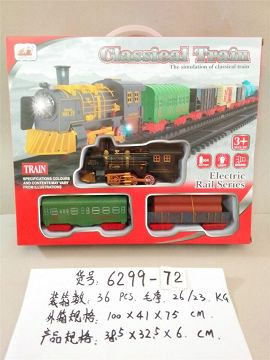 Classical Train
The simulation of classical train
TRAIN
SPECIFICATIONS COLOURS
AND CONTENTS MAY VARY
FROM ILLUSTRATIONS
3+
Electric
Rail Series
货号: 6299-72
装箱数: 36 PCS. 毛净. 26/23. KG
外箱规格: 100×41×75 CM.
产品规格: 38.5×32.5×6. CM.